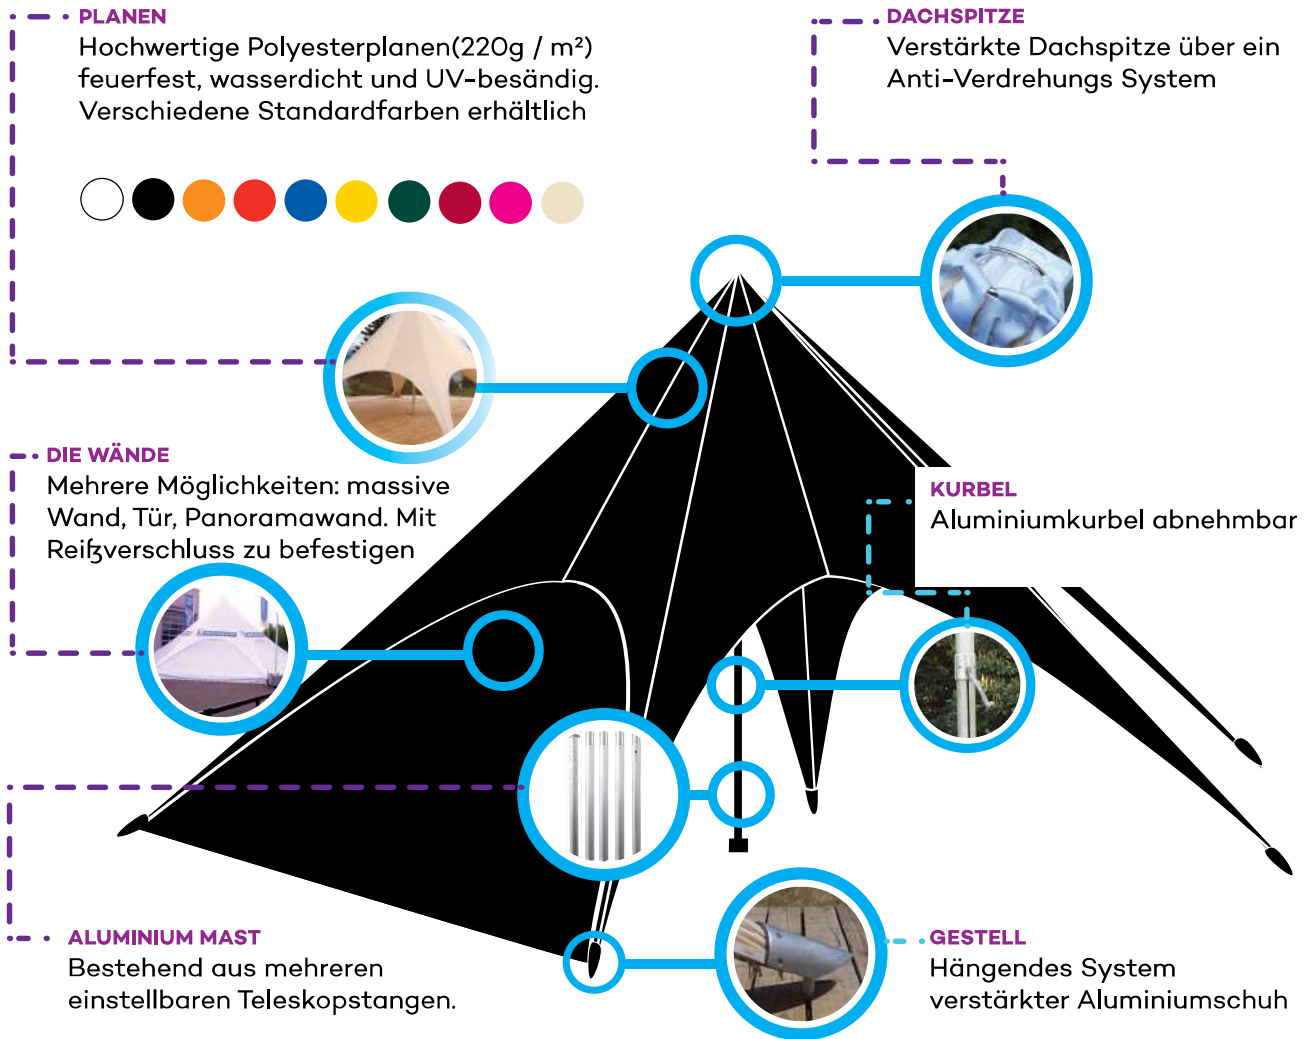 PLANEN
Hochwertige Polyesterplanen(220g / m²)
feuerfest, wasserdicht und UV-besändig.
Verschiedene Standardfarben erhältlich
DACHSPITZE
Verstärkte Dachspitze über ein
Anti-Verdrehungs System
DIE WÄNDE
Mehrere Möglichkeiten: massive
Wand, Tür, Panoramawand. Mit
Reißverschluss zu befestigen
KURBEL
Aluminiumkurbel abnehmbar
ALUMINIUM MAST
Bestehend aus mehreren
einstellbaren Teleskopstangen.
GESTELL
Hängendes System
verstärkter Aluminiumschuh